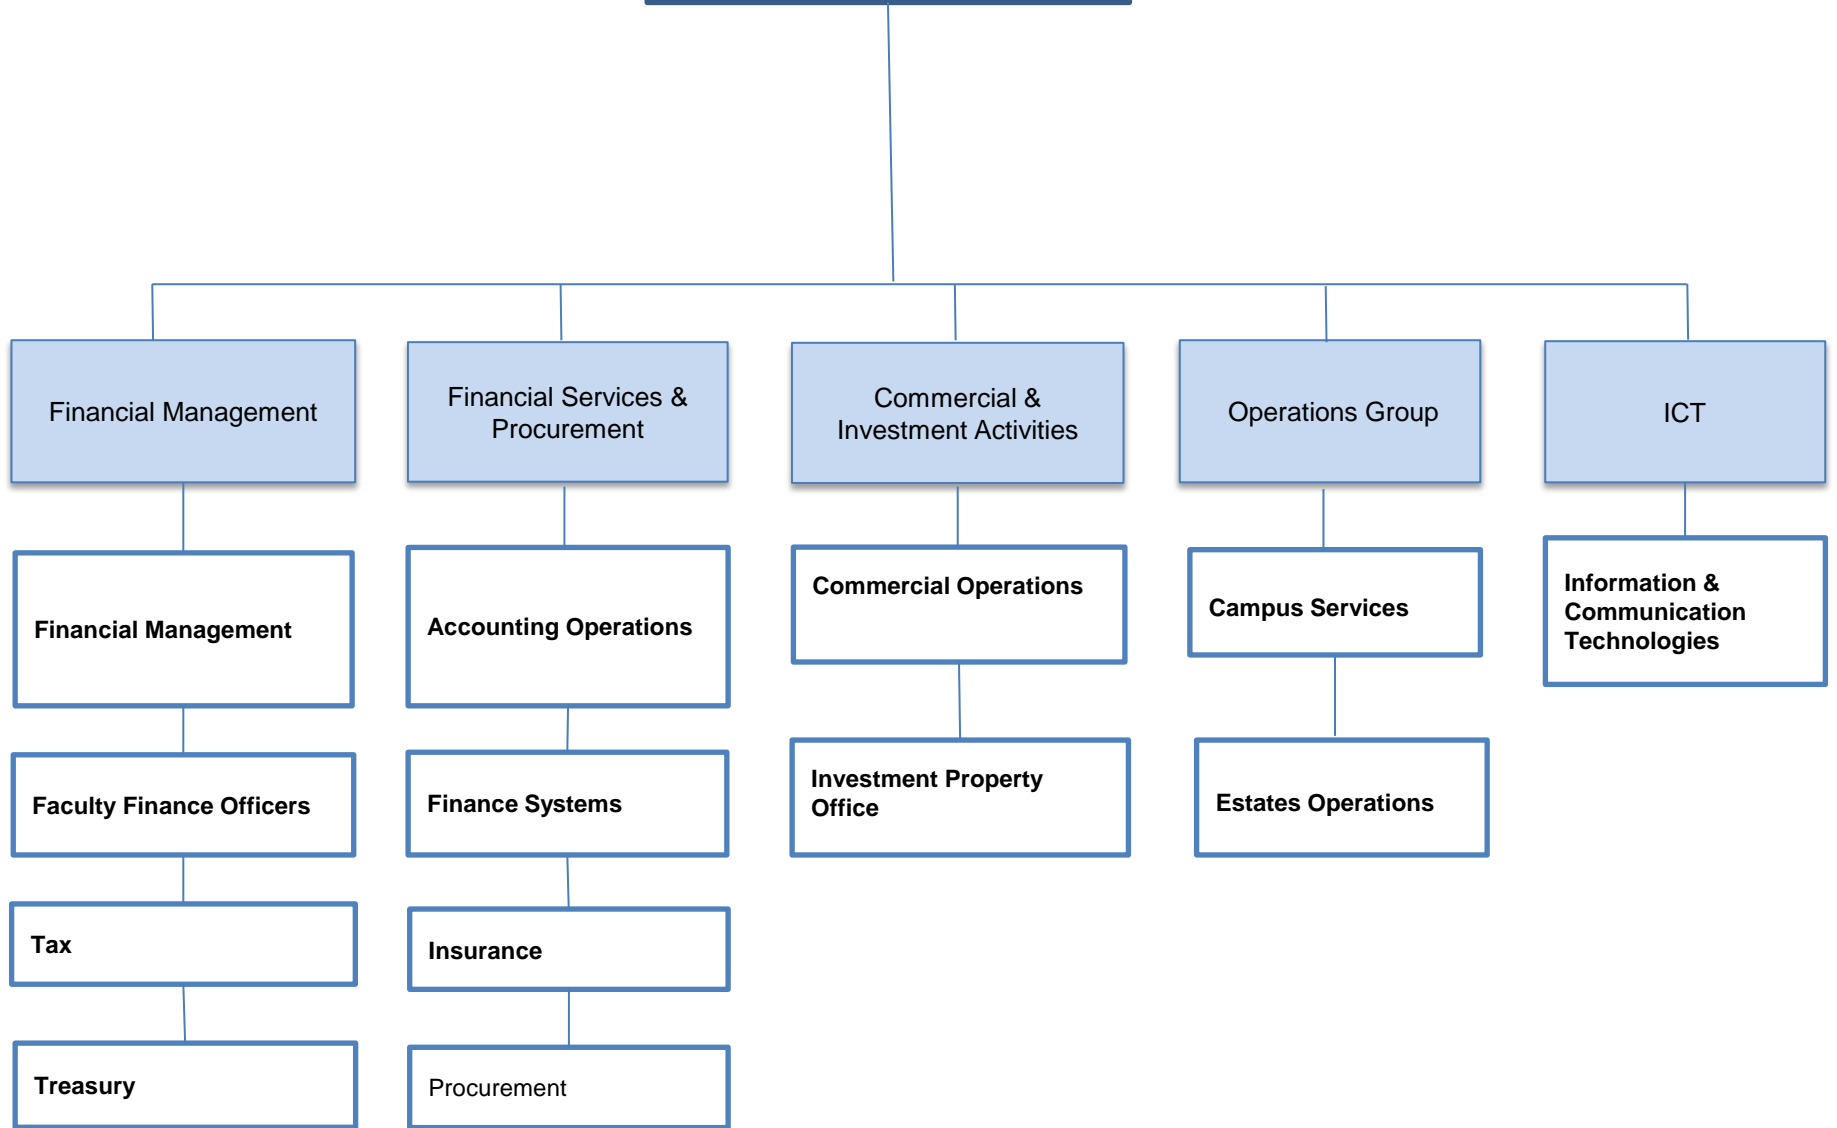 Financial Management
Financial Services &
Procurement
Commercial &
Investment Activities
Operations Group
ICT
Financial Management
Accounting Operations
Commercial Operations
Campus Services
Information &
Communication
Technologies
Faculty Finance Officers
Finance Systems
Investment Property
Office
Estates Operations
Tax
Insurance
Treasury
Procurement